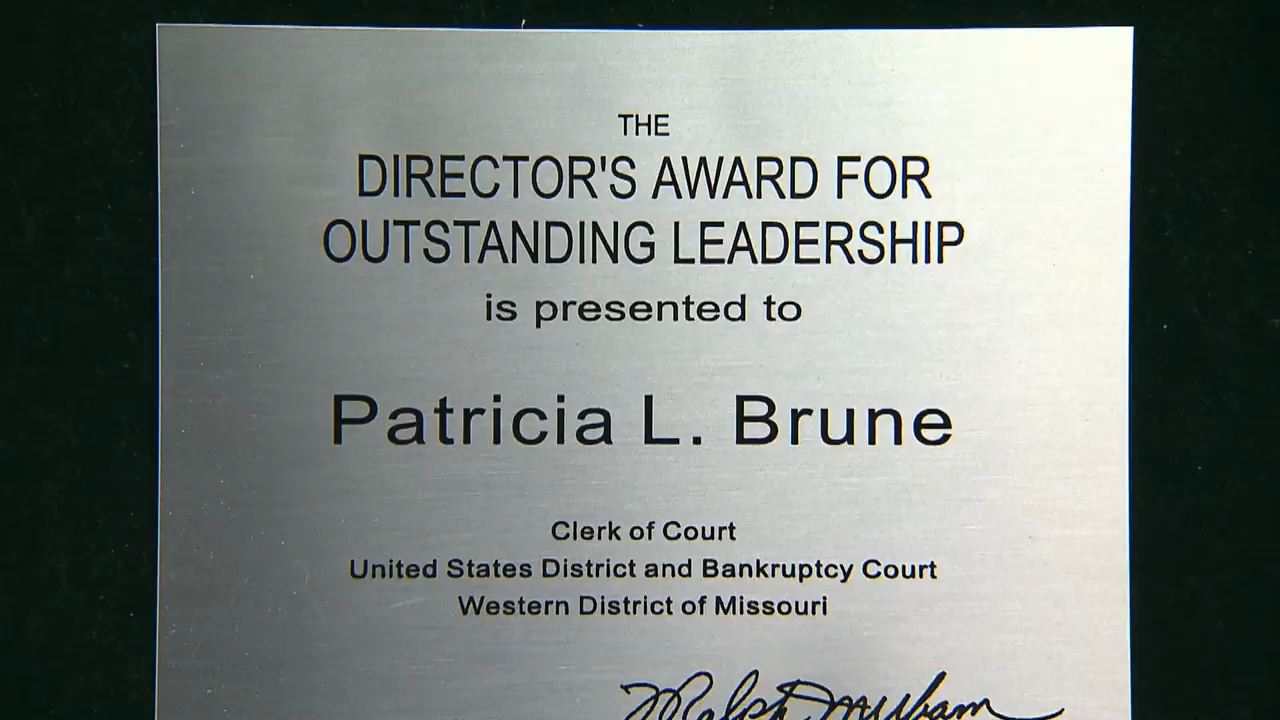 THE
DIRECTOR'S AWARD FOR
OUTSTANDING LEADERSHIP
is presented to
Patricia L. Brune
Clerk of Court
United States District and Bankruptcy Court
Western District of Missouri